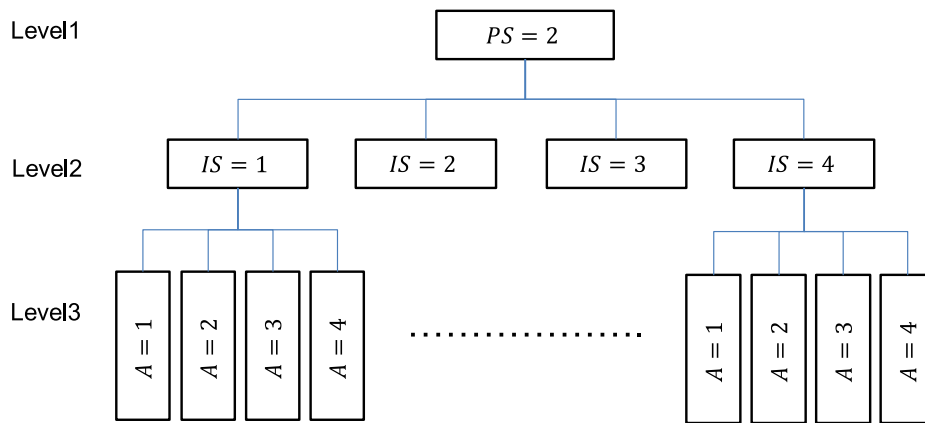 Level1
PS = 2
Level2
IS = 1
IS = 2
IS = 3
IS = 4
Level3
A = 1
A = 2
A = 3
A = 4
A = 1
A = 2
A = 3
A = 4